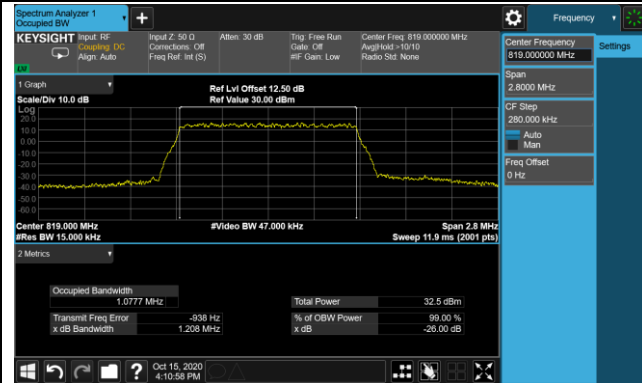 Spectrum Analyzer 1
Occupied BW
+
Frequency
KEYSIGHT
Input: RF
Coupling: DC
Align: Auto
Input Z: 50 Ω
Corrections: Off
Freq Ref: Int (S)
Atten: 30 dB
Trig: Free Run
Gate: Off
#IF Gain: Low
Center Freq: 819.000000 MHz
Avg|Hold:>10/10
Radio Std: None
LXI
Center Frequency
819.000000 MHz
Settings
Span
2.8000 MHz
CF Step
280.000 kHz
Auto
Man
Freq Offset
0 Hz
1 Graph
Scale/Div 10.0 dB
Ref Lvl Offset 12.50 dB
Ref Value 30.00 dBm
Log
20.0
10.0
0.00
-10.0
-20.0
-30.0
-40.0
-50.0
-60.0
Center 819.000 MHz
#Res BW 15.000 kHz
#Video BW 47.000 kHz
Span 2.8 MHz
Sweep 11.9 ms (2001 pts)
2 Metrics
Occupied Bandwidth
1.0777 MHz
Total Power 32.5 dBm
Transmit Freq Error -938 Hz
% of OBW Power 99.00 %
x dB Bandwidth 1.208 MHz
x dB -26.00 dB
?
Oct 15, 2020
4:10:58 PM